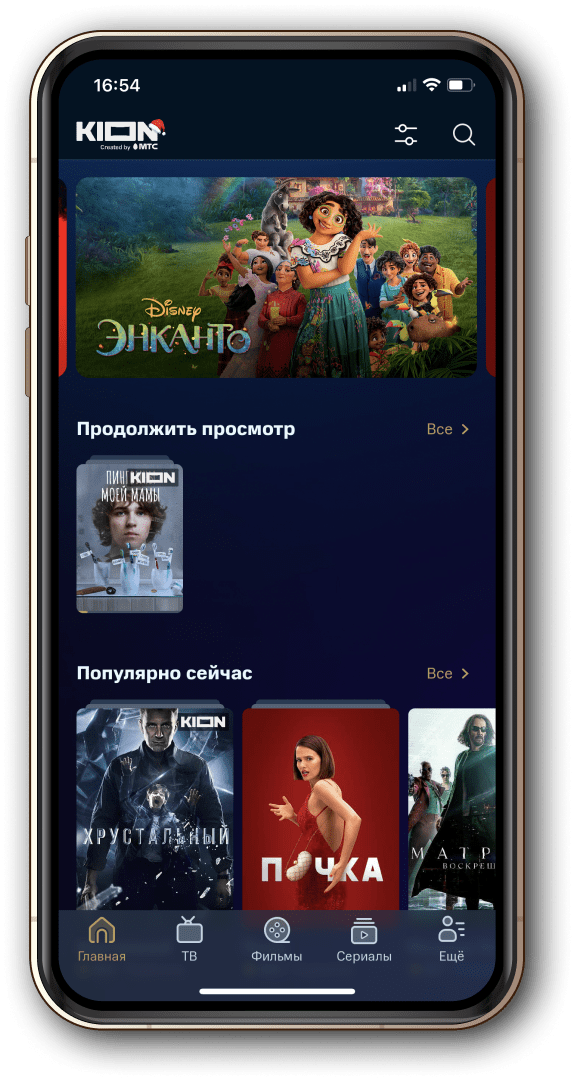 16:54
KION
Created by МТС
Disney
ЭНКАНТО
Продолжить просмотр
Все
ПИНГ KION
МОЕЙ МАМЫ
Популярно сейчас
Все
KION
ХРУСТАЛЬНЫЙ
ПОЧКА
МАТР
ВОСКРЕШ
Главная
ТВ
Фильмы
Сериалы
Ещё